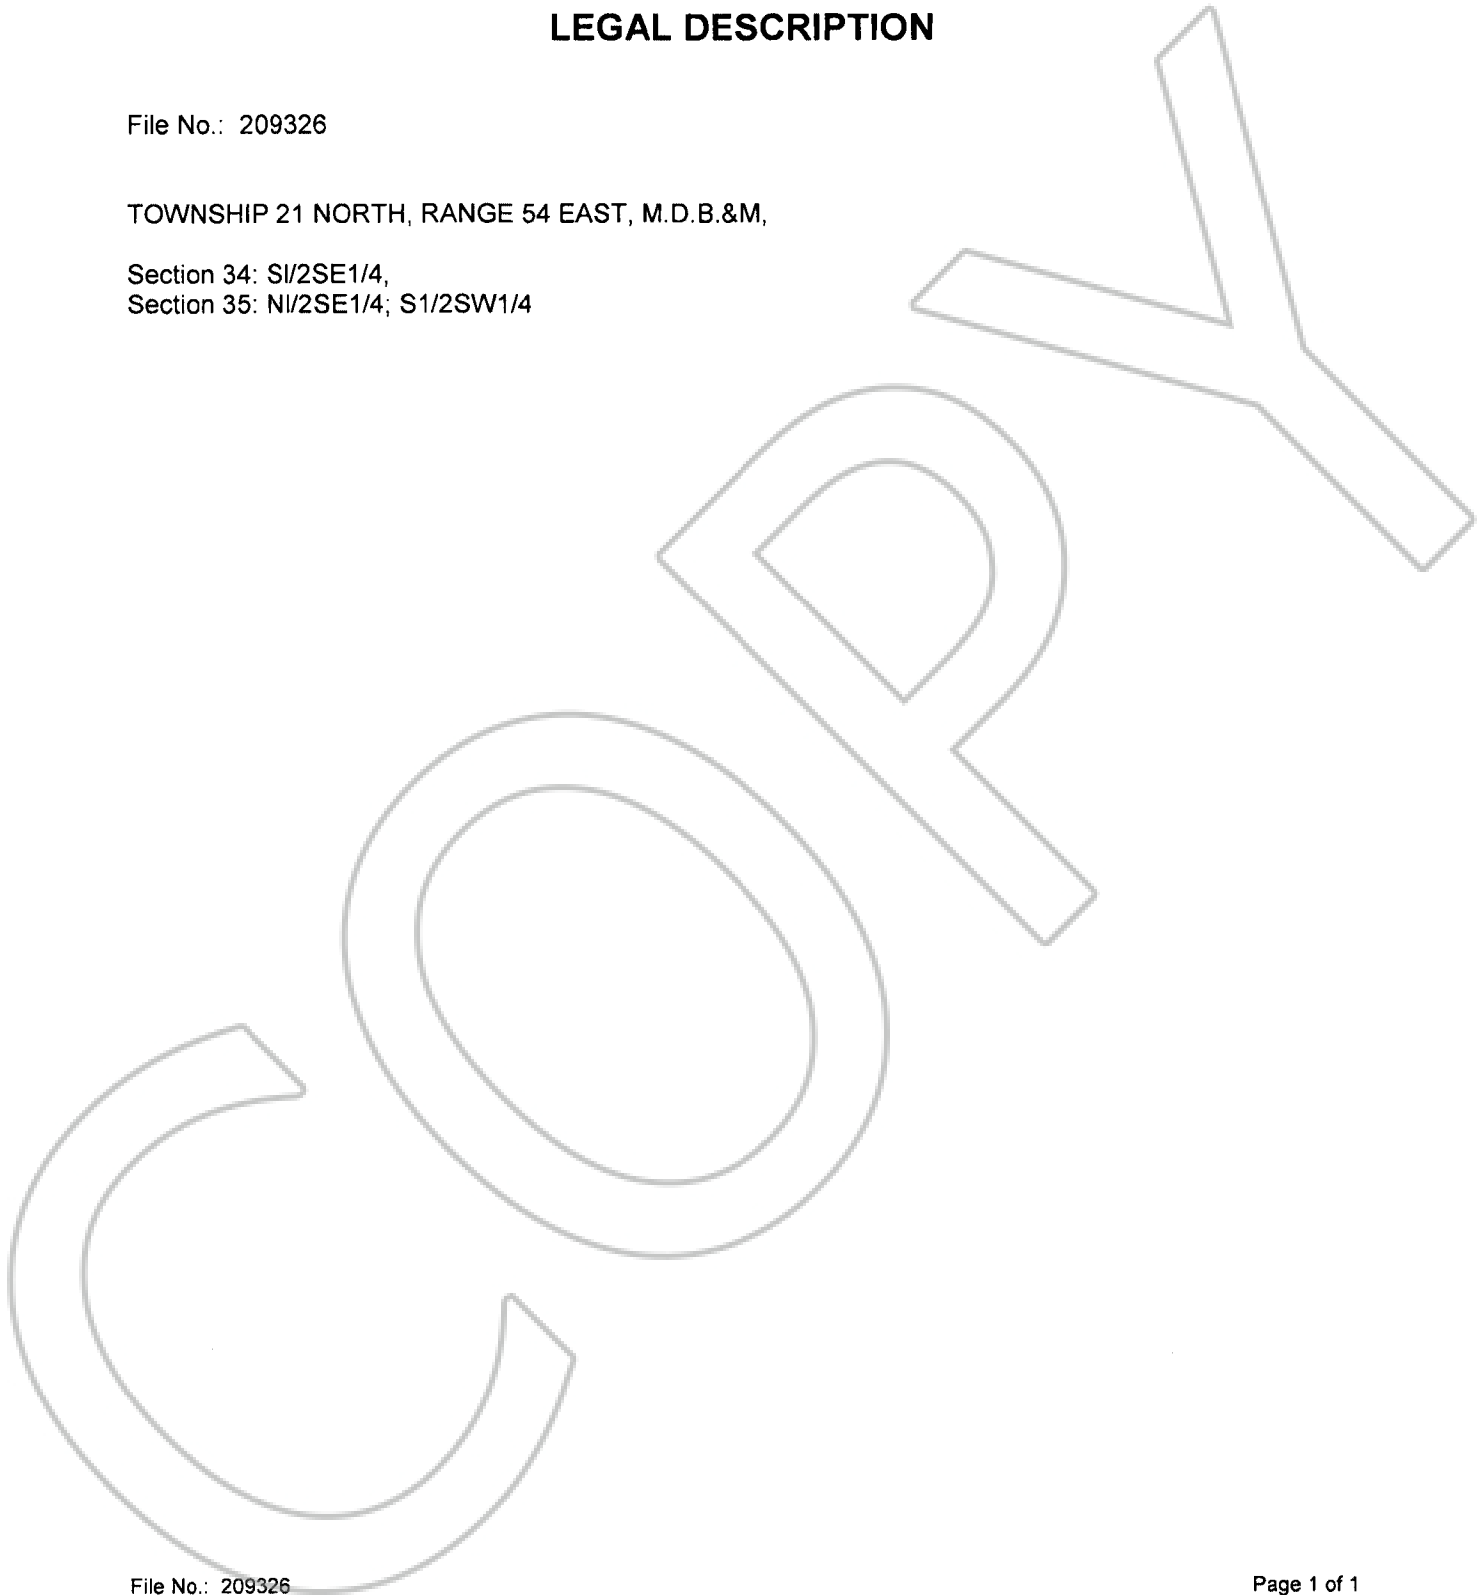 LEGAL DESCRIPTION
File No.: 209326
TOWNSHIP 21 NORTH, RANGE 54 EAST, M.D.B.&M,
Section 34: SI/2SE1/4,
Section 35: NI/2SE1/4; S1/2SW1/4
COPY
File No.: 209326
Page 1 of 1